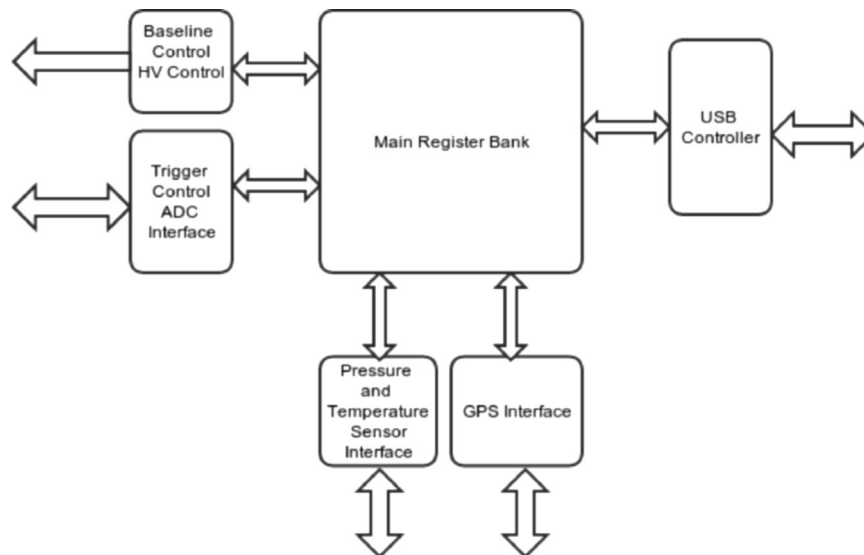 Baseline
Control
HV Control
Main Register Bank
USB
Controller
Trigger
Control
ADC
Interface
Pressure
and
Temperature
Sensor
Interface
GPS Interface